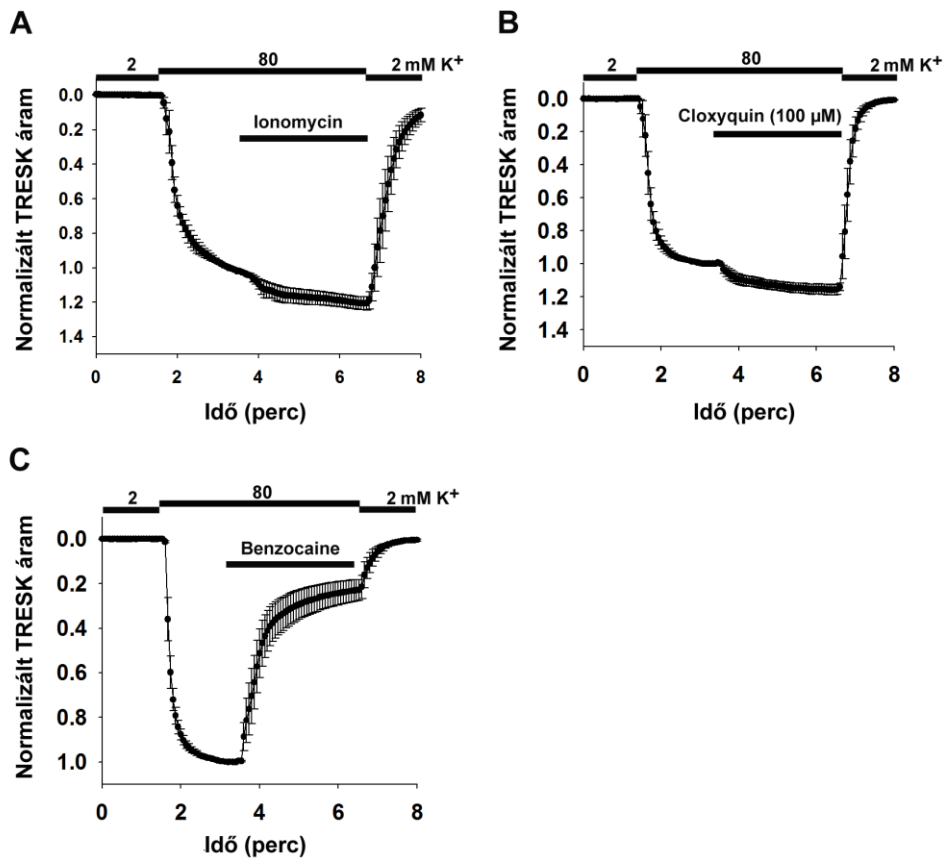 A
2 80 2 mM K+
Ionomycin
Normalizált TRESK áram
0.0
0.2
0.4
0.6
0.8
1.0
1.2
1.4
0 2 4 6 8
Idő (perc)
B
2 80 2 mM K+
Cloxyquin (100 µM)
Normalizált TRESK áram
0.0
0.2
0.4
0.6
0.8
1.0
1.2
1.4
0 2 4 6 8
Idő (perc)
C
2 80 2 mM K+
Benzocaine
Normalizált TRESK áram
0.0
0.2
0.4
0.6
0.8
1.0
0 2 4 6 8
Idő (perc)